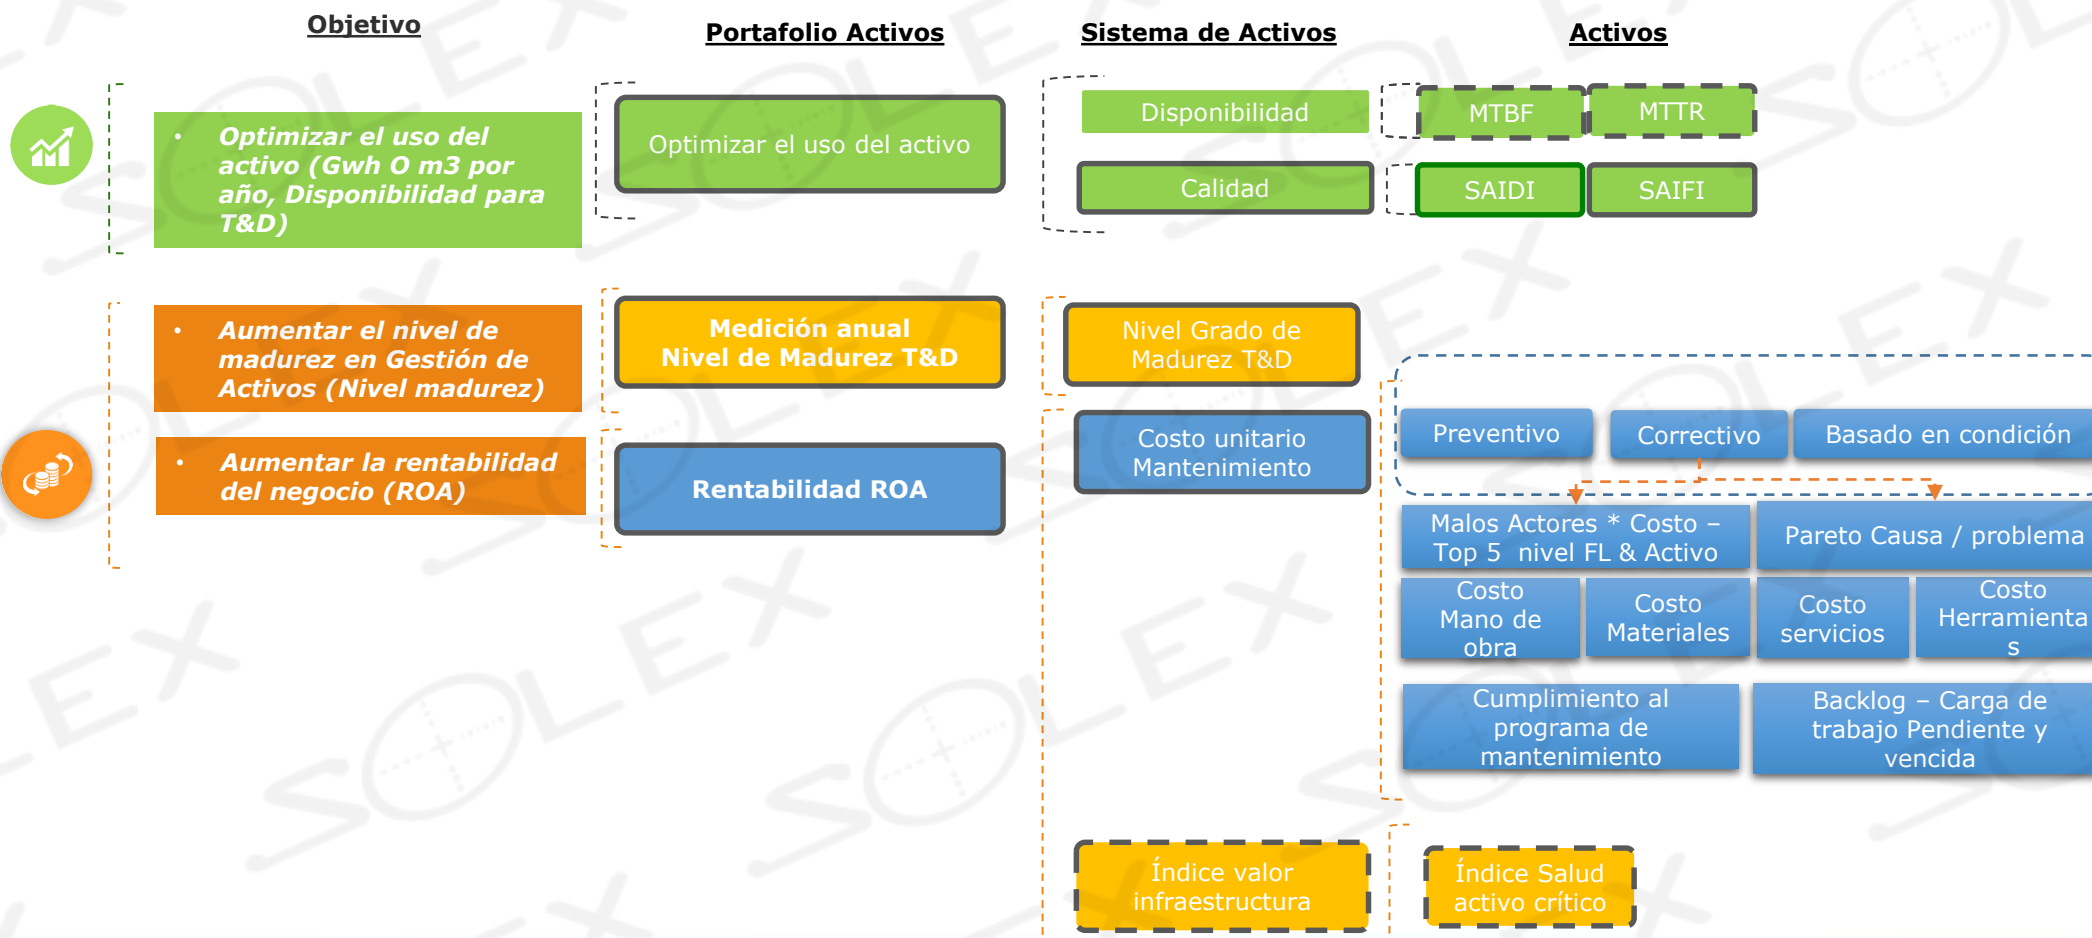 Objetivo
Portafolio Activos
Sistema de Activos
Activos
• Optimizar el uso del
activo (Gwh O m3 por
año, Disponibilidad para
T&D)
Optimizar el uso del activo
Disponibilidad
Calidad
MTBF
MTTR
SAIDI
SAIFI
• Aumentar el nivel de
madurez en Gestión de
Activos (Nivel madurez)
Medición anual
Nivel de Madurez T&D
Nivel Grado de
Madurez T&D
• Aumentar la rentabilidad
del negocio (ROA)
Rentabilidad ROA
Costo unitario
Mantenimiento
Preventivo
Correctivo
Basado en condición
Malos Actores * Costo –
Top 5 nivel FL & Activo
Pareto Causa / problema
Costo
Mano de
obra
Costo
Materiales
Costo
servicios
Costo
Herramienta
s
Cumplimiento al
programa de
mantenimiento
Backlog – Carga de
trabajo Pendiente y
vencida
Índice valor
infraestructura
Índice Salud
activo crítico
SOLEX